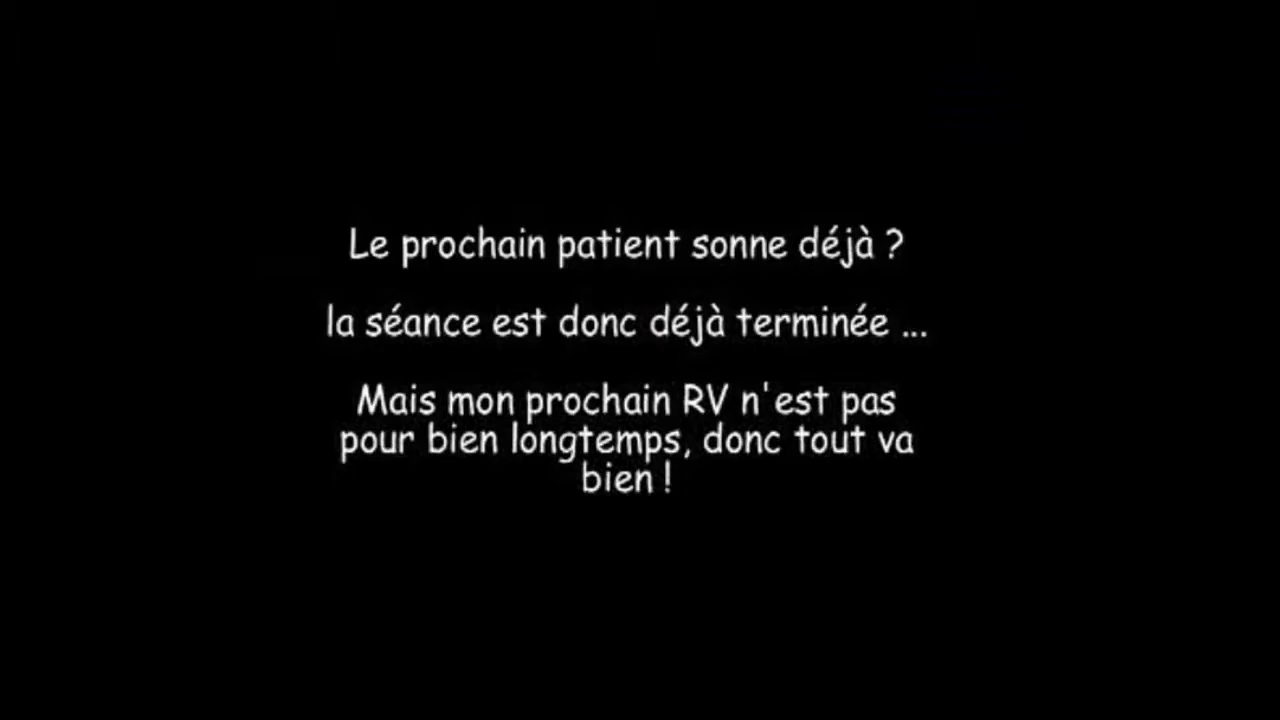 Le prochain patient sonne déjà ?
la séance est donc déjà terminée ...
Mais mon prochain RV n'est pas
pour bien longtemps, donc tout va
bien !